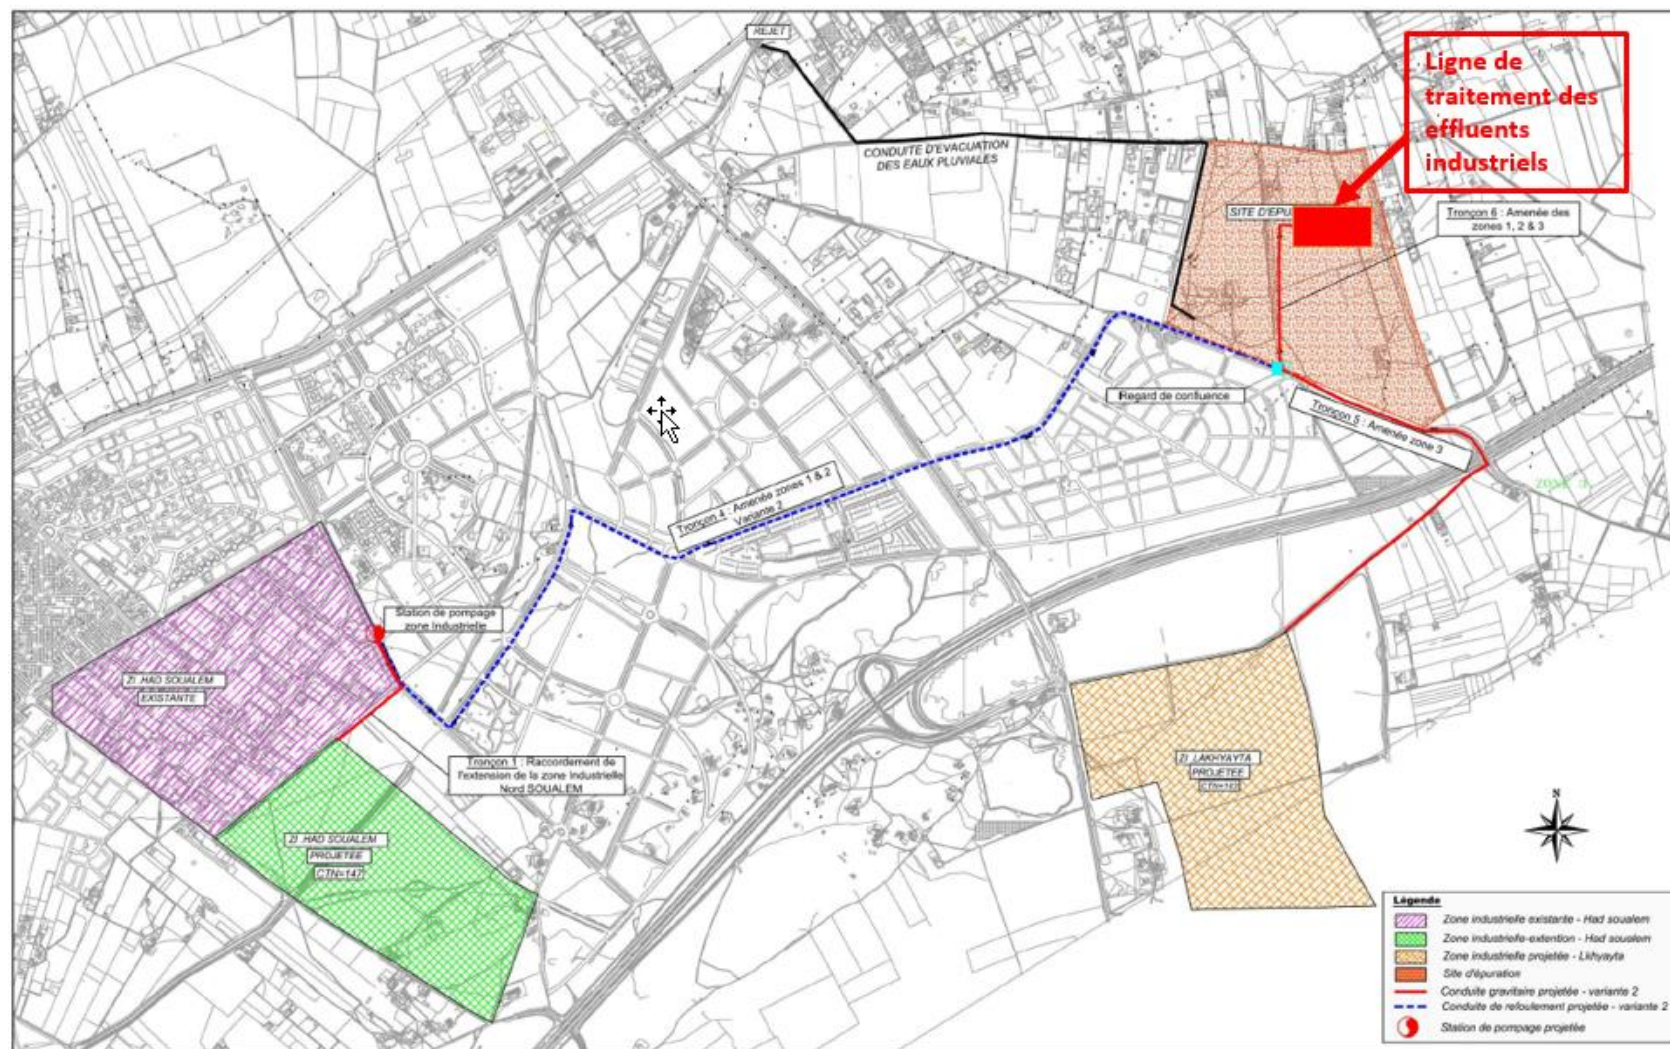 REJET
Ligne de
traitement des
effluents
industriels
CONDUITE D'EVACUATION
DES EAUX PLUVIALES
SITE D'EPU
Tronçon 6 : Amenée des
zones 1, 2 & 3
Regard de confluence
Tronçon 5 : Amenée zone 3
Tronçon 4 : Amenée zones 1 & 2
Variante 2
Station de pompage
zone Industrielle
ZI HAD SOUALEM
EXISTANTE
Tronçon 1 : Raccordement de
l'extension de la zone industrielle
Nord SOUALEM
ZI HAD SOUALEM
PROJETEE
CTN=147
ZI LAKHYAYTA
PROJETEE
N
Légende
Zone industrielle existante - Had soualem
Zone industrielle-extention - Had soualem
Zone industrielle projetée - Lkhyayta
Site d'épuration
Conduite gravitaire projetée - variante 2
Conduite de refoulement projetée - variante 2
Station de pompage projetée